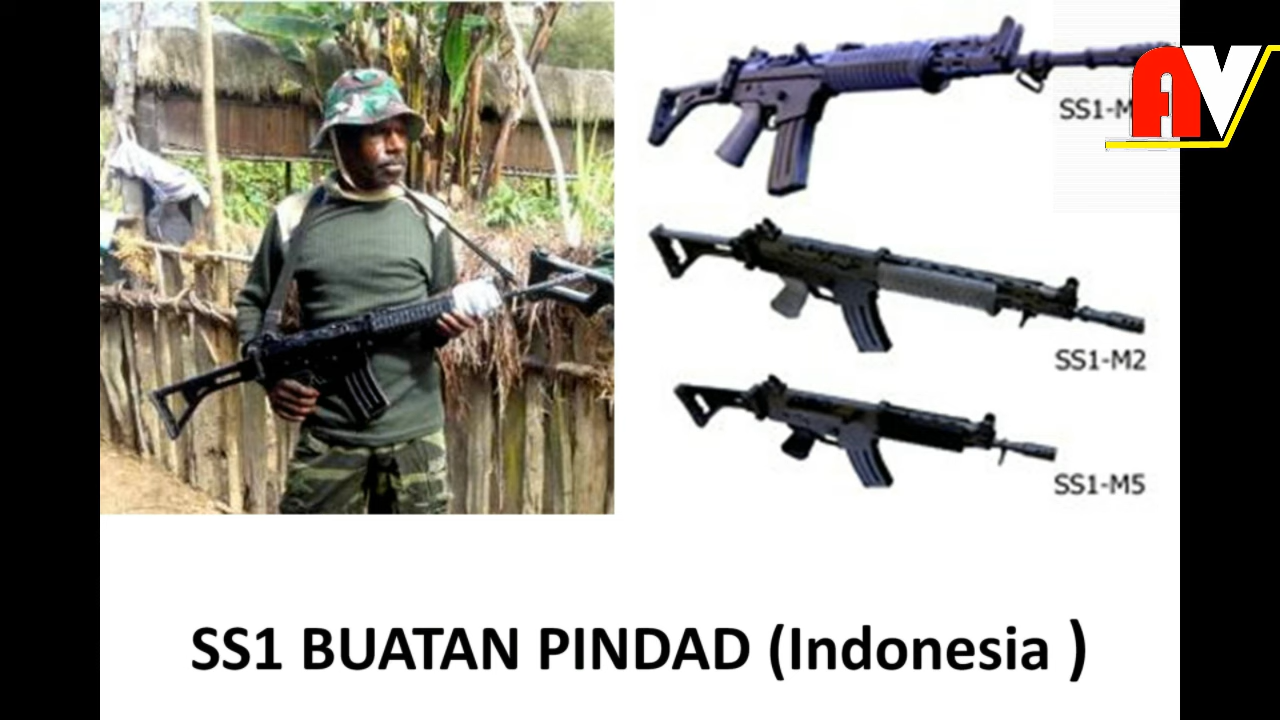 SS1-M
AV
SS1-M2
SS1-M5
SS1 BUATAN PINDAD (Indonesia )